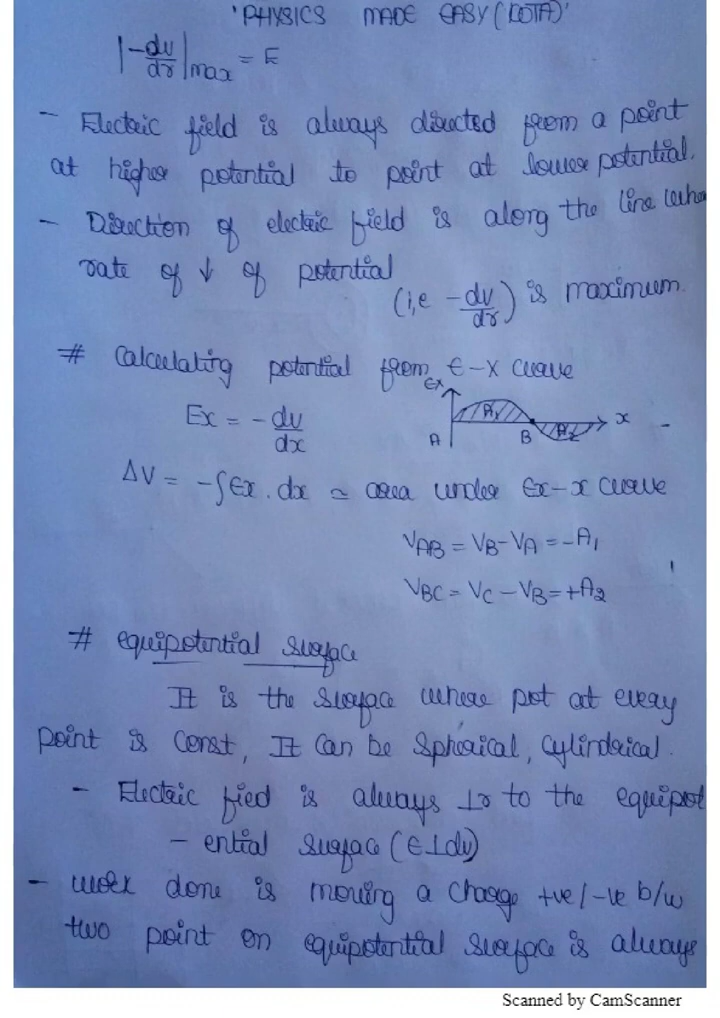 'PHYSICS MADE EASY (KOTA)'
|-dv/dr|max = E
- Electric field is always directed from a point
at higher potential to point at lower potential.
- Direction of electric field is along the line where
rate of ↓ of potential
(i,e -dv/dr) is maximum.
# Calculating potential from E-X curve
Ex
Ex = -dv/dx
A1 x
A B A2
ΔV = -∫Ex . dx = area under Ex-x curve
VAB = VB-VA = -A1
VBC = VC - VB = +A2
# equipotential surface
It is the surface where pot at every
point is const, It can be spherical, cylindrical.
- Electric fied is always ⊥r to the equipot
- ential surface (E⊥dv)
- work done is moving a charge +ve/-ve b/w
two point on equipotential surface is always
Scanned by CamScanner